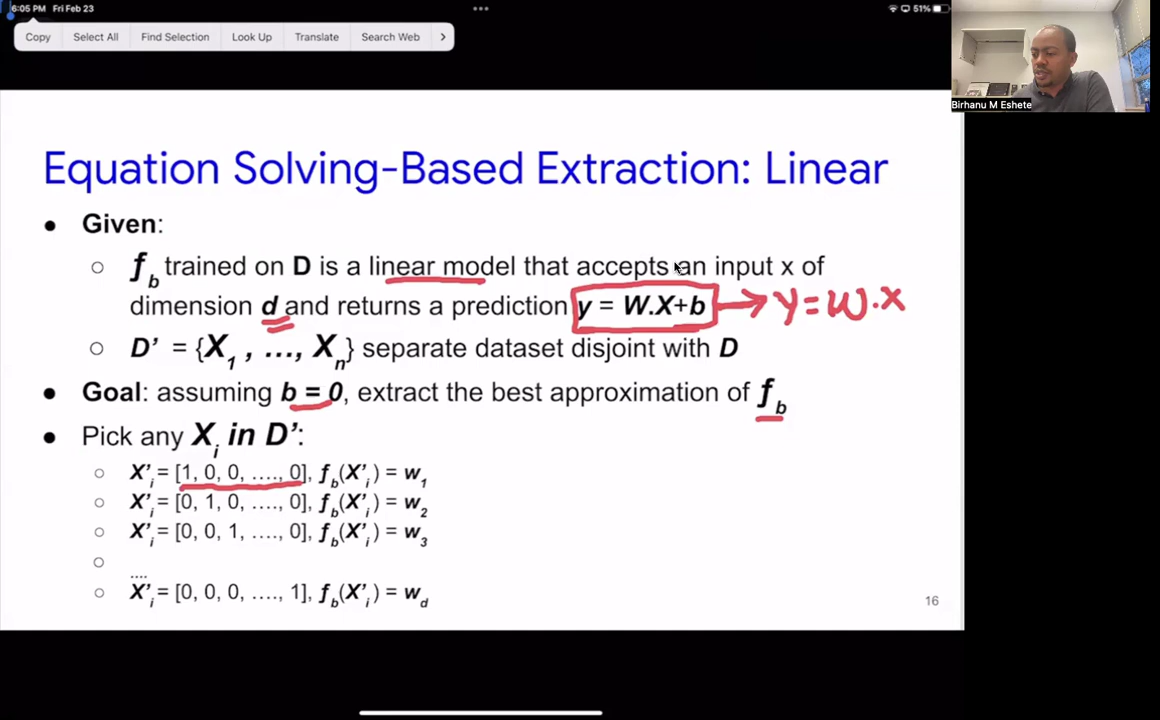 6:05 PM Fri Feb 23
51%
Copy Select All Find Selection Look Up Translate Search Web
Birhanu M Eshete
Equation Solving-Based Extraction: Linear
● Given:
○ f_b trained on D is a linear model that accepts an input x of
dimension d and returns a prediction y = W.X+b → y=W.X
○ D' = {X_1 , ..., X_n} separate dataset disjoint with D
● Goal: assuming b = 0, extract the best approximation of f_b
● Pick any X_i in D':
○ X'_i = [1, 0, 0, ...., 0], f_b(X'_i) = w_1
○ X'_i = [0, 1, 0, ...., 0], f_b(X'_i) = w_2
○ X'_i = [0, 0, 1, ...., 0], f_b(X'_i) = w_3
○ ....
○ X'_i = [0, 0, 0, ...., 1], f_b(X'_i) = w_d
16